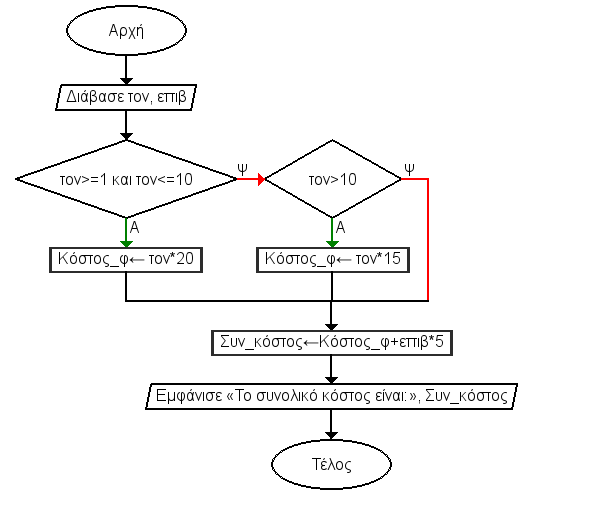 Αρχή
Διάβασε τον, επιβ
τον>=1 και τον<=10
Ψ
τον>10
Ψ
Α
Α
Κόστος_φ← τον*20
Κόστος_φ← τον*15
Συν_κόστος←Κόστος_φ+επιβ*5
Εμφάνισε «Το συνολικό κόστος είναι:», Συν_κόστος
Τέλος